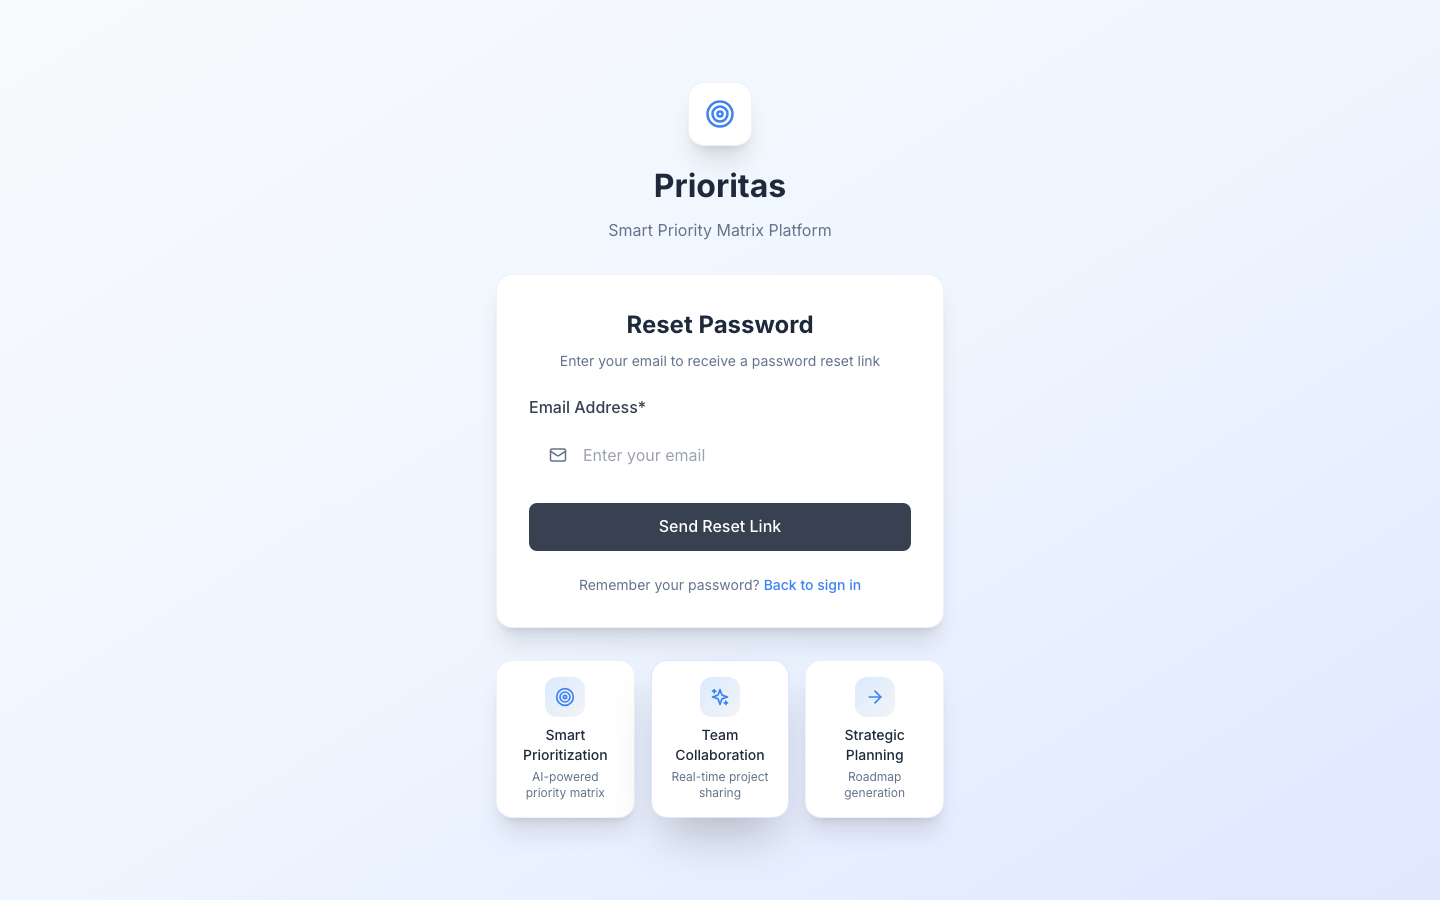 Prioritas
Smart Priority Matrix Platform
Reset Password
Enter your email to receive a password reset link
Email Address*
Enter your email
Send Reset Link
Remember your password? Back to sign in
Smart
Prioritization
AI-powered
priority matrix
Team
Collaboration
Real-time project
sharing
Strategic
Planning
Roadmap
generation